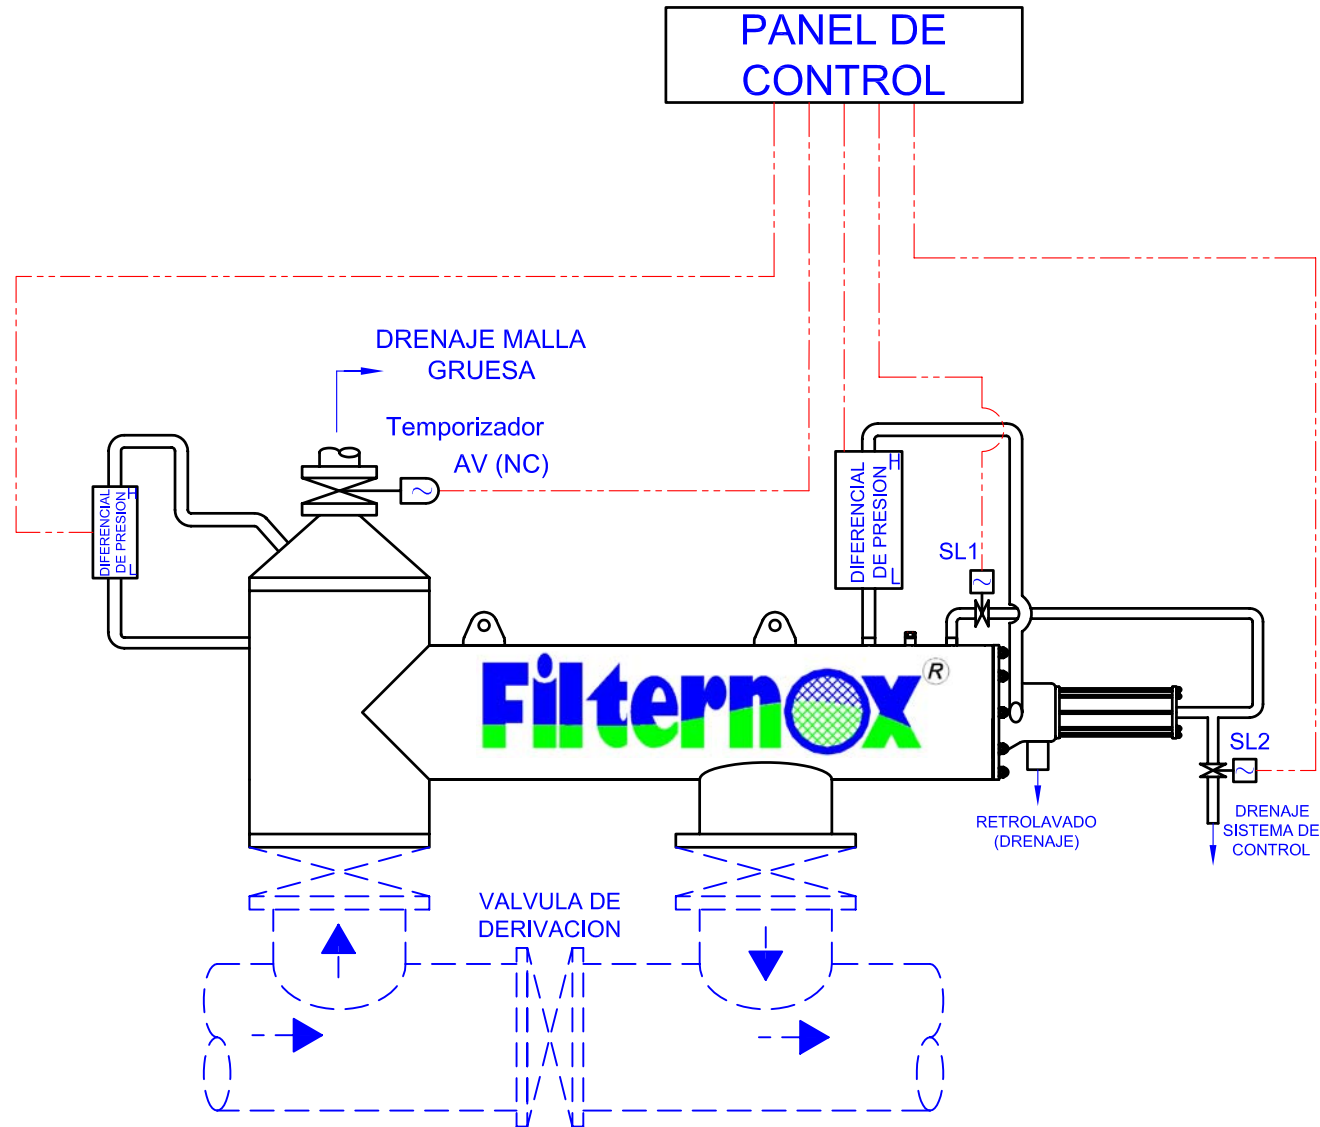 PANEL DE
CONTROL
DRENAJE MALLA
GRUESA
Temporizador
AV (NC)
DIFERENCIAL
DE PRESION
H
L
DIFERENCIAL
DE PRESION
H
L
SL1
Filternox®
SL2
RETROLAVADO
(DRENAJE)
DRENAJE
SISTEMA DE
CONTROL
VALVULA DE
DERIVACION